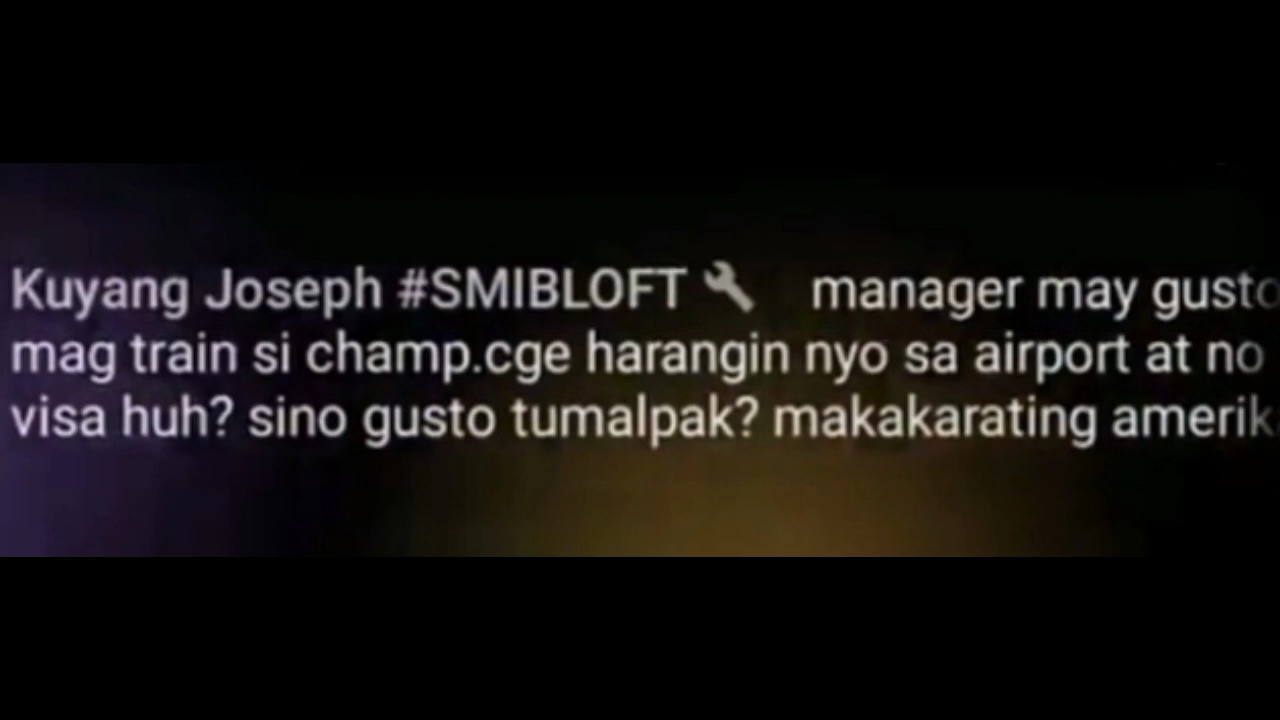 Kuyang Joseph #SMIBLOFT 🔧 manager may gusto
mag train si champ.cge harangin nyo sa airport at no
visa huh? sino gusto tumalpak? makakarating amerik